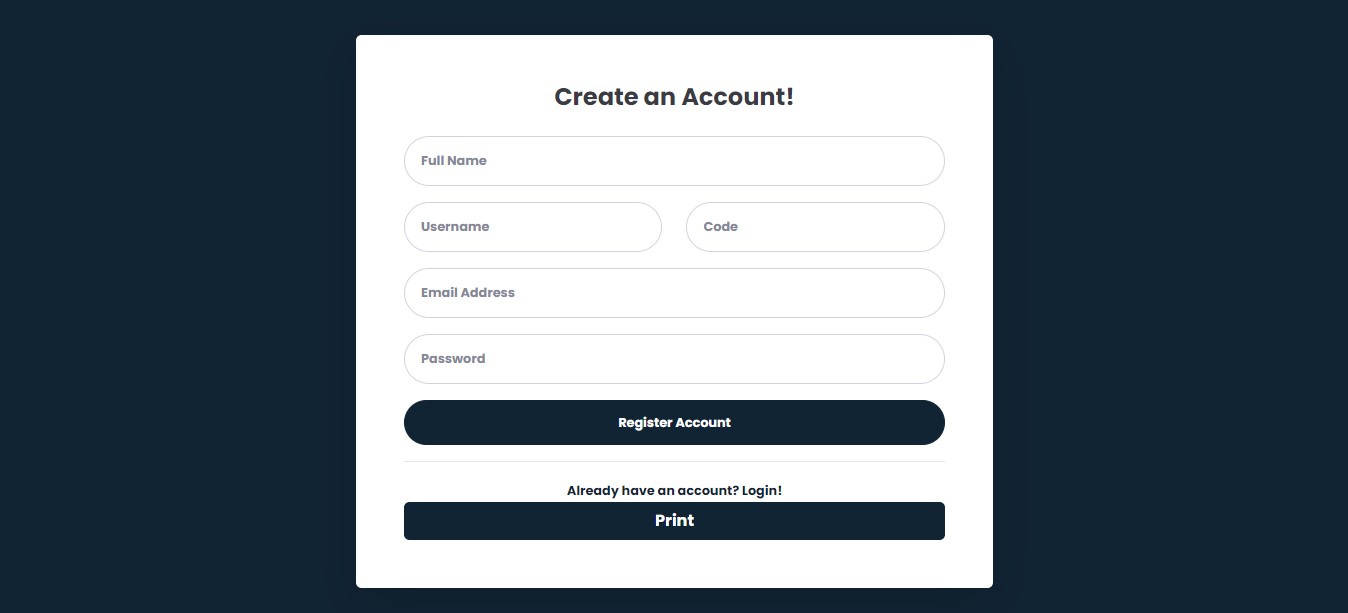 Create an Account!
Full Name
Username Code
Email Address
Password
Register Account
Already have an account? Login!
Print